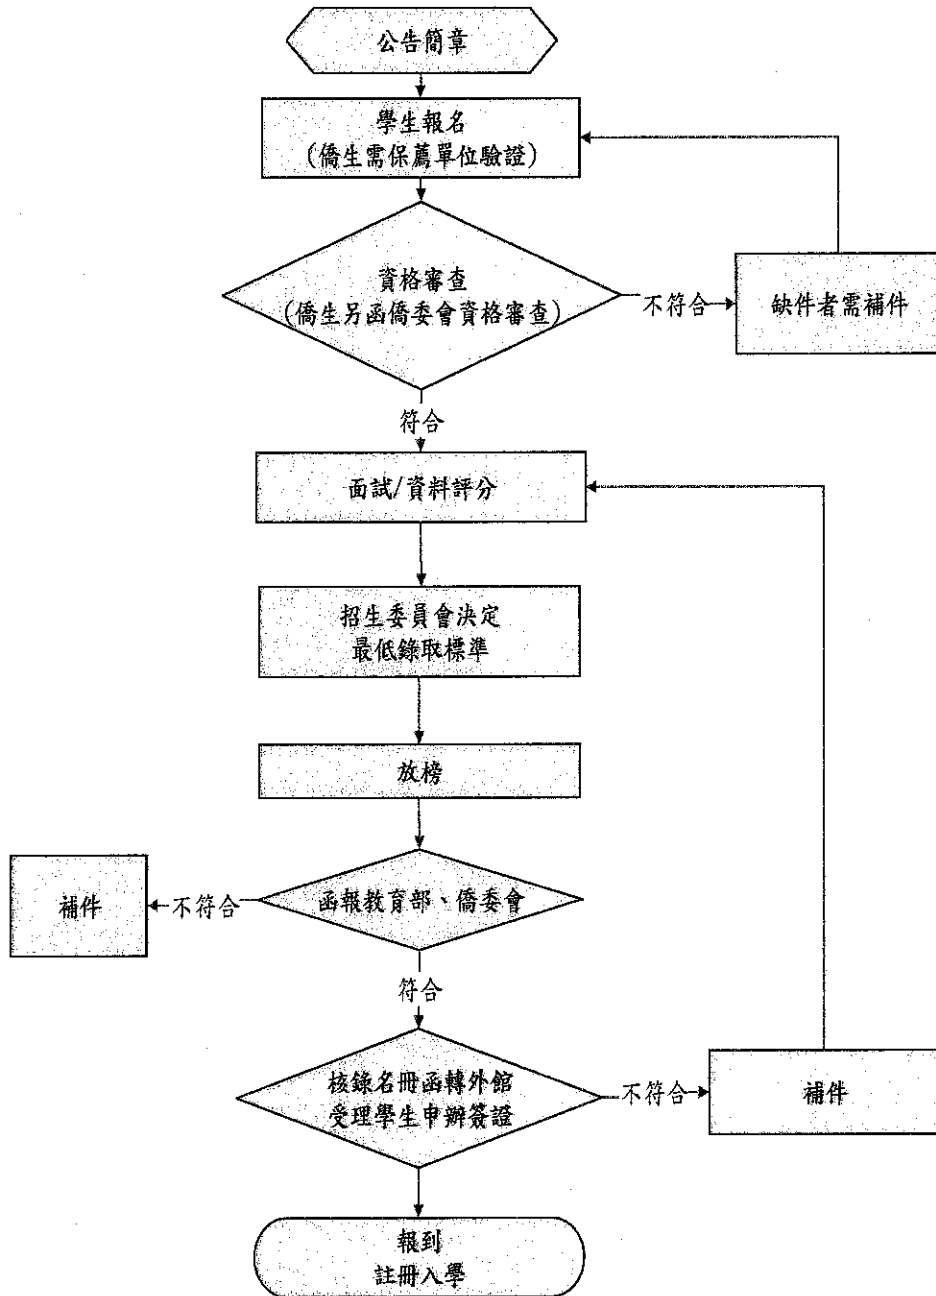 公告簡章
學生報名
(僑生需保薦單位驗證)
資格審查
(僑生另函僑委會資格審查)
不符合
缺件者需補件
符合
面試/資料評分
招生委員會決定
最低錄取標準
放榜
函報教育部、僑委會
不符合
補件
符合
核錄名冊函轉外館
受理學生申辦簽證
不符合
補件
報到
註冊入學